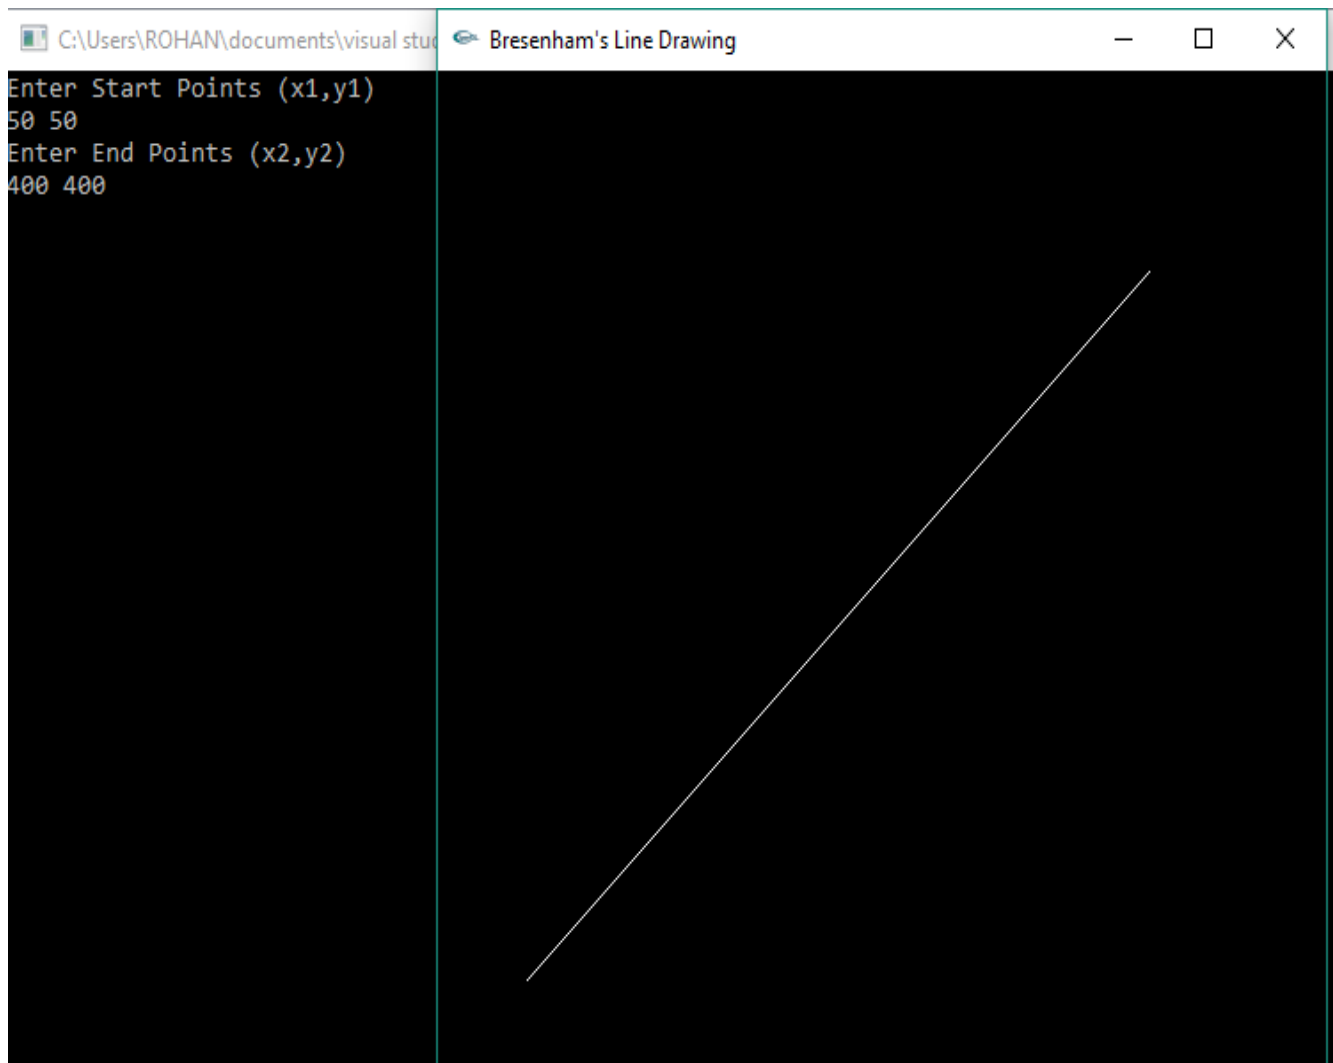 C:\Users\ROHAN\documents\visual
Bresenham's Line Drawing
Enter Start Points (x1,y1)
50 50
Enter End Points (x2,y2)
400 400